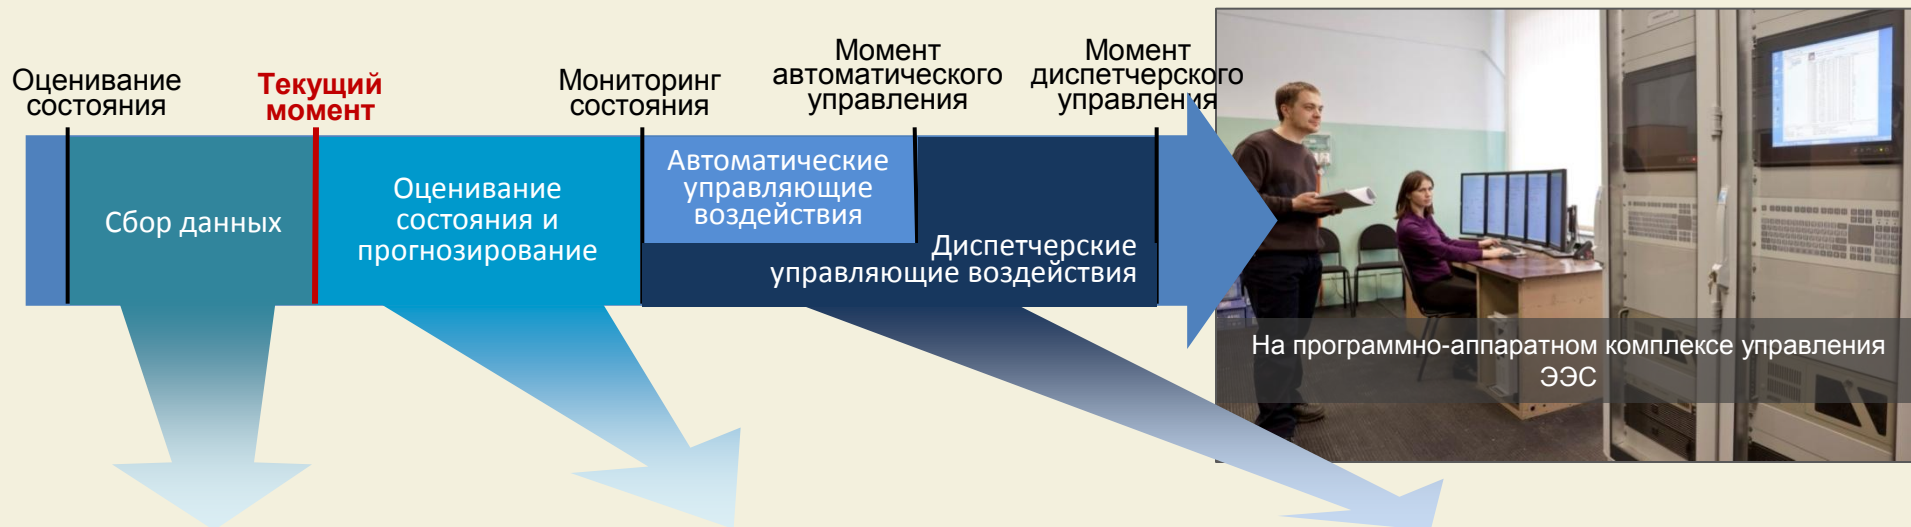 Оценивание
состояния
Текущий
момент
Мониторинг
состояния
Момент
автоматического
управления
Момент
диспетчерского
управления
Сбор данных
Оценивание
состояния и
прогнозирование
Автоматические
управляющие
воздействия
Диспетчерские
управляющие воздействия
На программно-аппаратном комплексе управления
ЭЭС